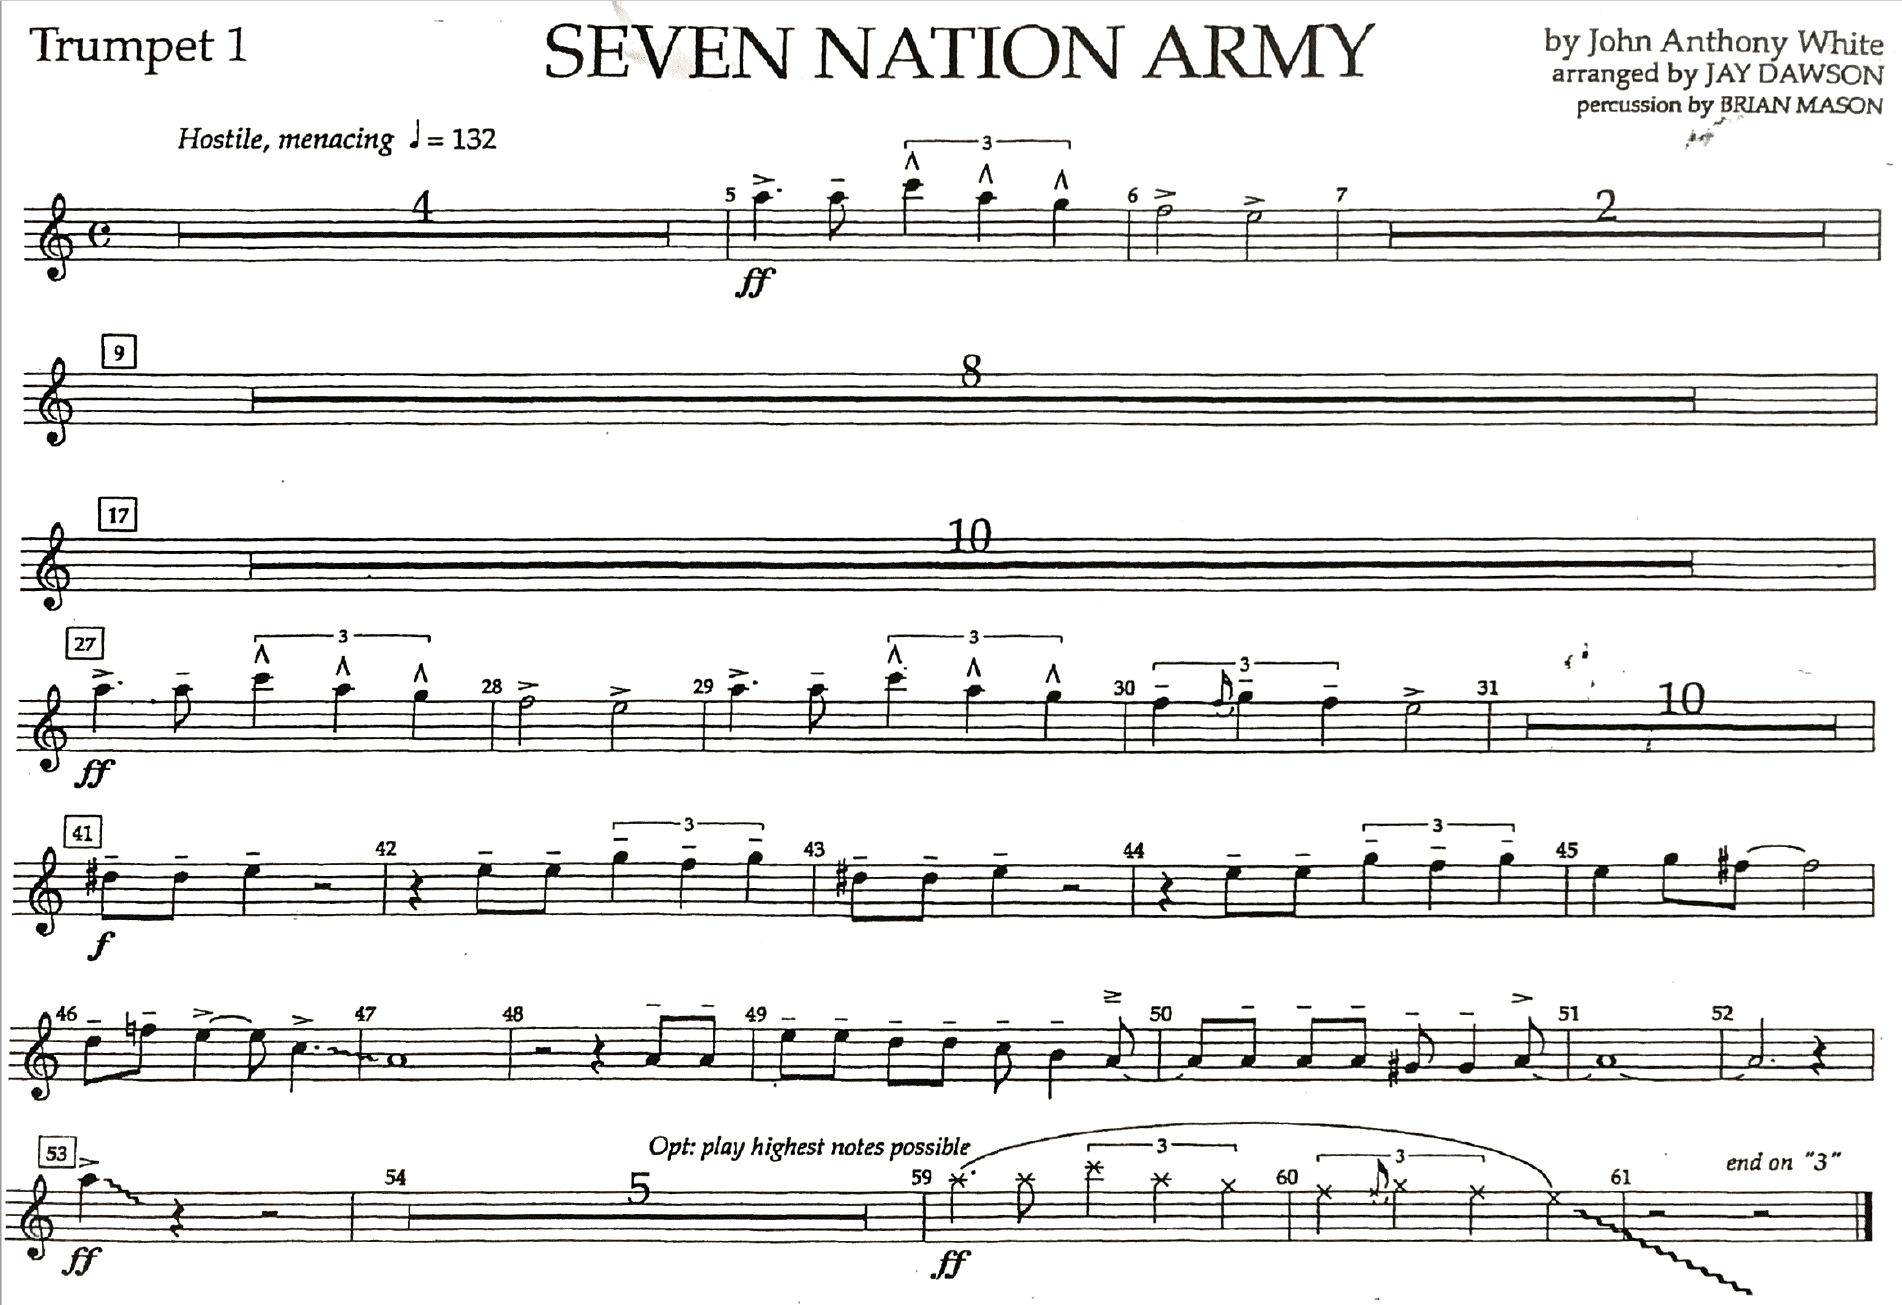 Trumpet 1
SEVEN NATION ARMY
by John Anthony White
arranged by JAY DAWSON
percussion by BRIAN MASON
Hostile, menacing ♩ = 132
3
4 5 6 7 2
ff
9
8
17
10
27
3 3 3
28 29 30 31 10
ff
41
3 3
42 43 44 45
f
46 47 48 49 50 51 52
53
Opt: play highest notes possible
3 3
end on "3"
54 5 59 60 61
ff ff